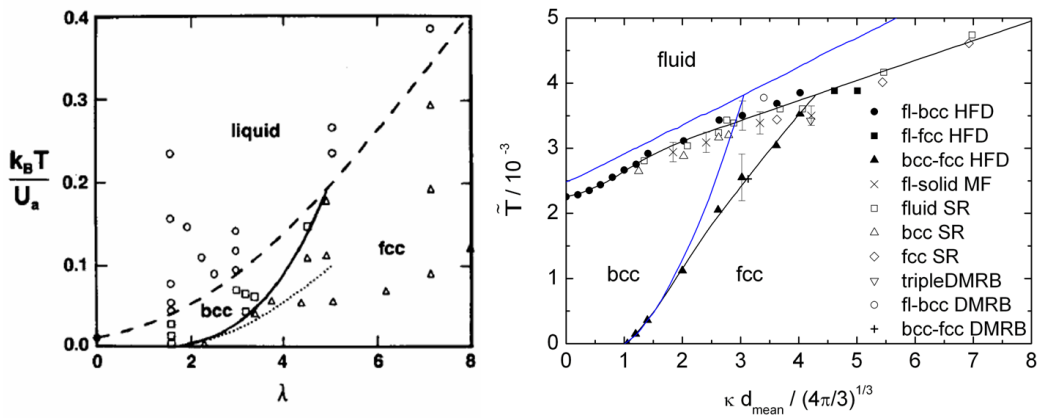 0.4
0.3
0.2
0.1
0.0
k_B T
U_a
liquid
bcc
fcc
0 2 4 6 8
λ
5
4
3
2
1
0
T̃ / 10⁻³
fluid
bcc
fcc
fl-bcc HFD
fl-fcc HFD
bcc-fcc HFD
fl-solid MF
fluid SR
bcc SR
fcc SR
tripleDMRB
fl-bcc DMRB
bcc-fcc DMRB
0 1 2 3 4 5 6 7 8
κ d_mean / (4π/3)^1/3